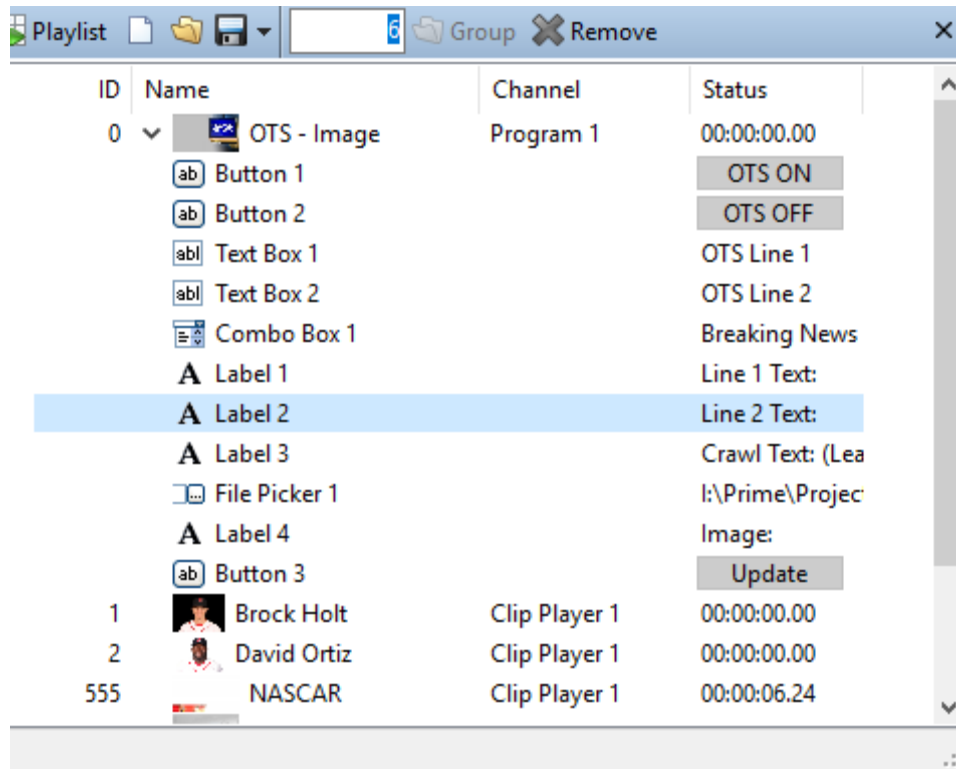 Playlist 6 Group Remove
ID Name Channel Status
0 OTS - Image Program 1 00:00:00.00
ab Button 1 OTS ON
ab Button 2 OTS OFF
abl Text Box 1 OTS Line 1
abl Text Box 2 OTS Line 2
Combo Box 1 Breaking News
A Label 1 Line 1 Text:
A Label 2 Line 2 Text:
A Label 3 Crawl Text: (Lea
File Picker 1 I:\Prime\Projec
A Label 4 Image:
ab Button 3 Update
1 Brock Holt Clip Player 1 00:00:00.00
2 David Ortiz Clip Player 1 00:00:00.00
555 NASCAR Clip Player 1 00:00:06.24